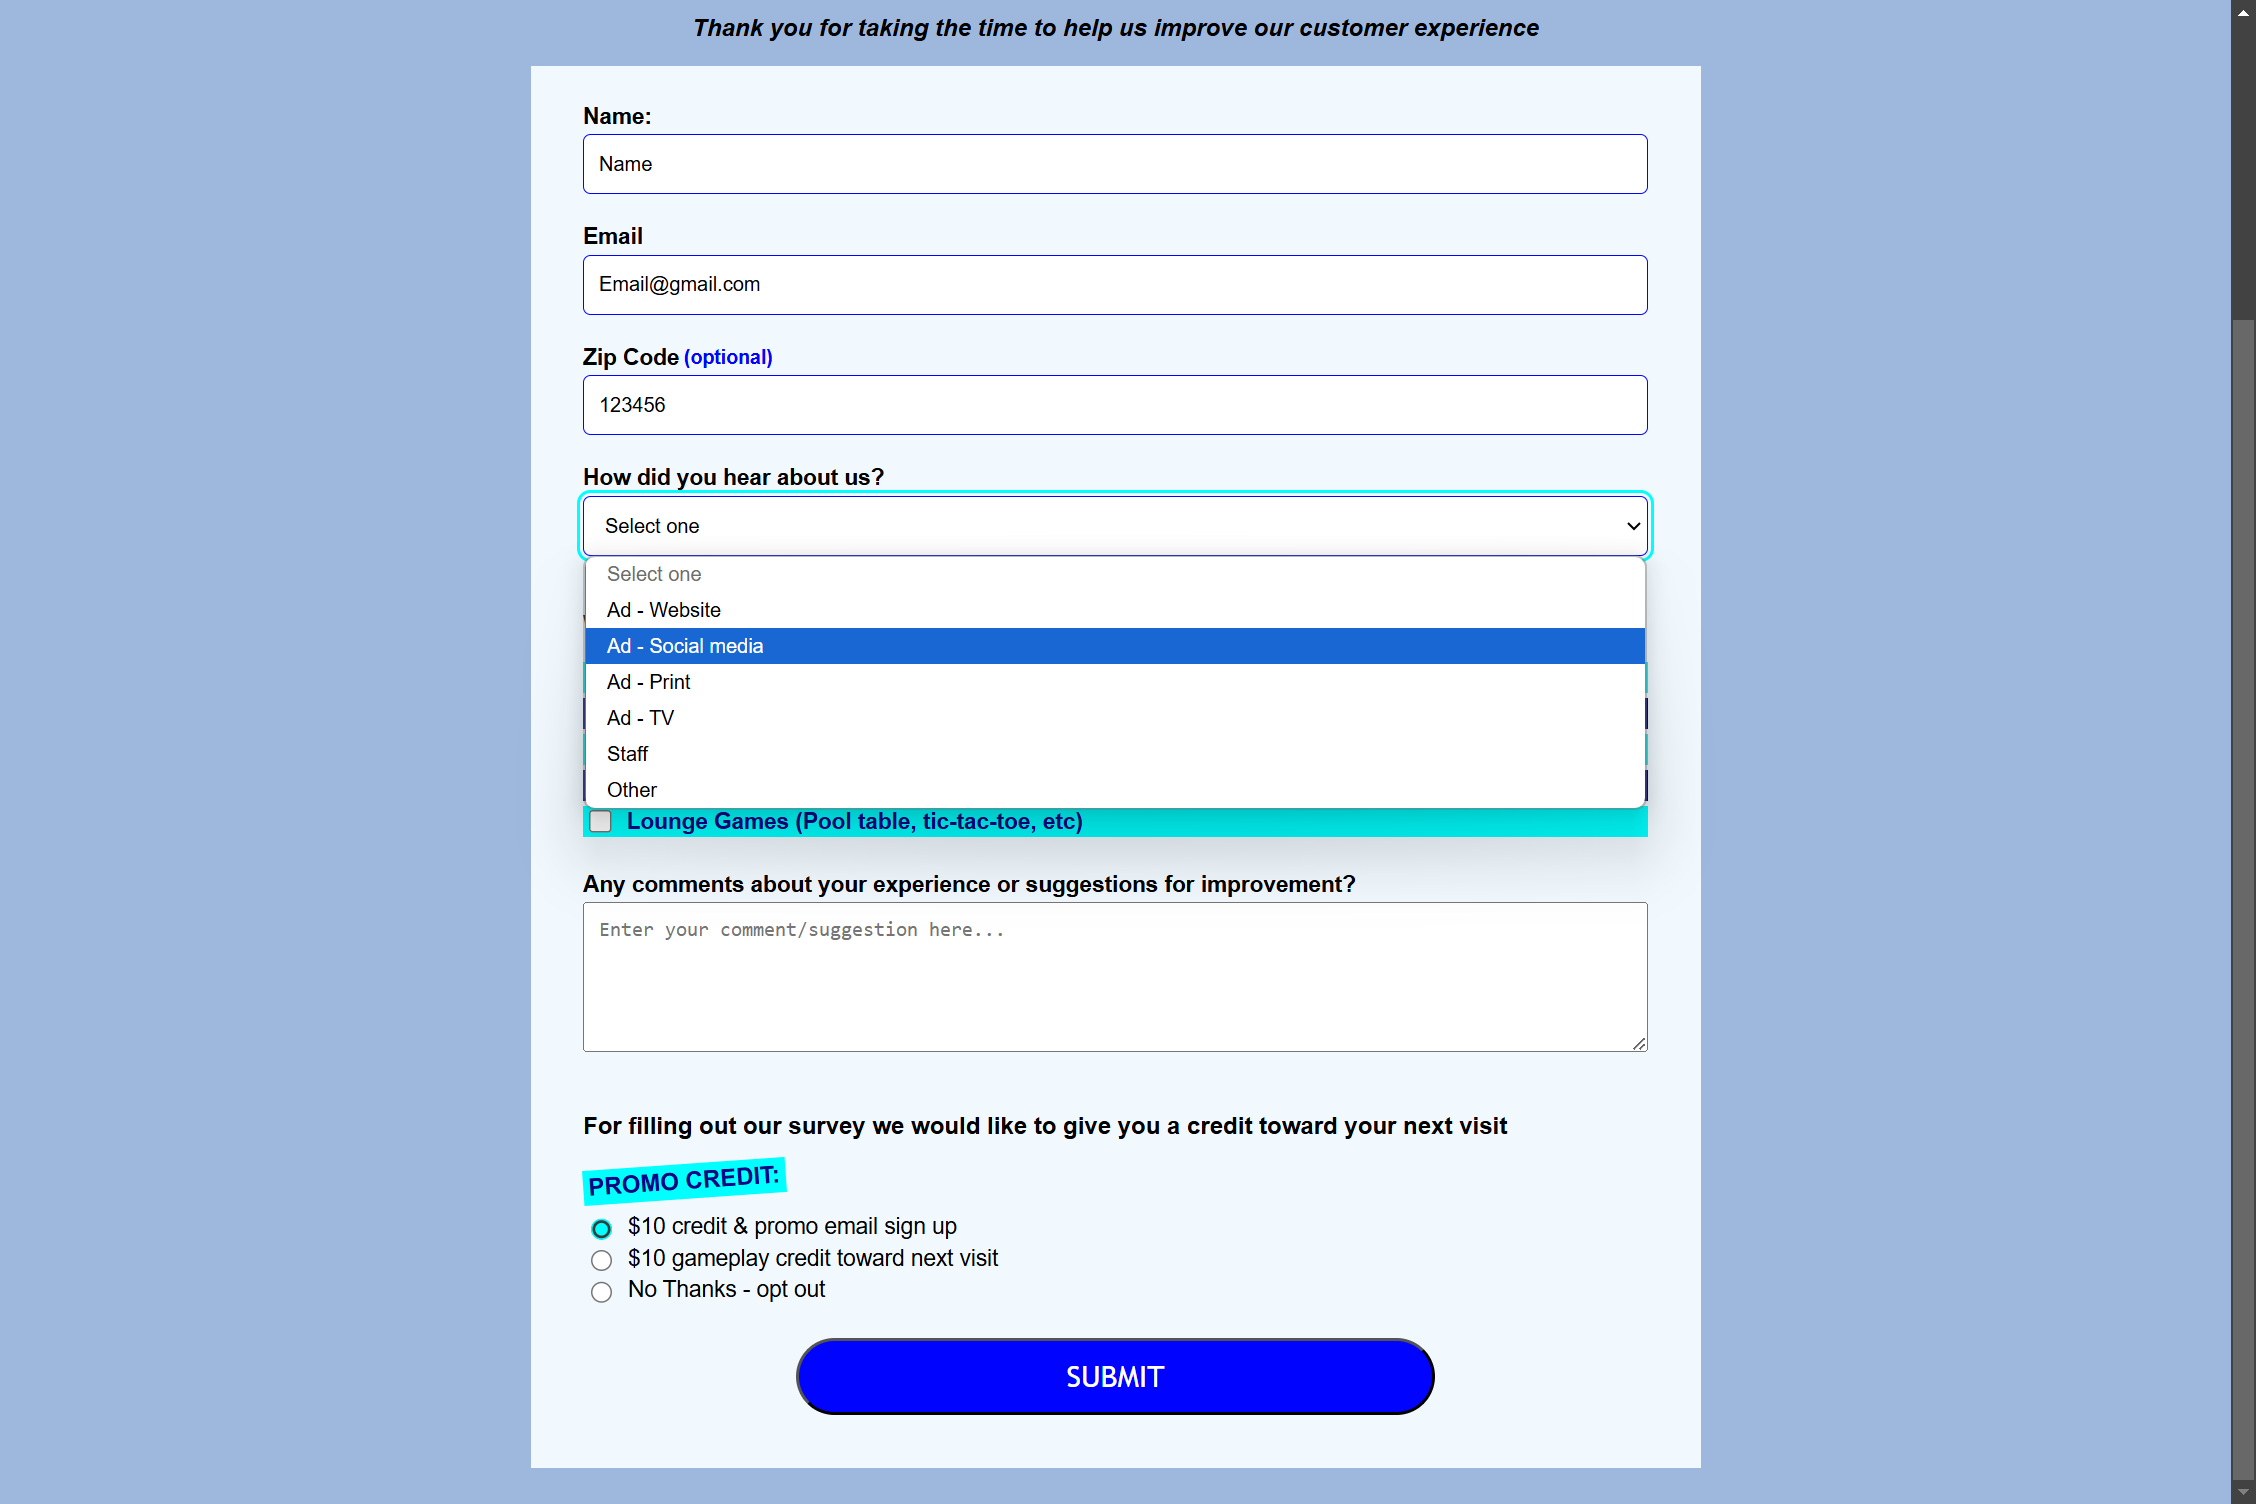 Thank you for taking the time to help us improve our customer experience
Name:
Name
Email
Email@gmail.com
Zip Code (optional)
123456
How did you hear about us?
Select one
Select one
Ad - Website
Ad - Social media
Ad - Print
Ad - TV
Staff
Other
Lounge Games (Pool table, tic-tac-toe, etc)
Any comments about your experience or suggestions for improvement?
Enter your comment/suggestion here...
For filling out our survey we would like to give you a credit toward your next visit
PROMO CREDIT:
$10 credit & promo email sign up
$10 gameplay credit toward next visit
No Thanks - opt out
SUBMIT